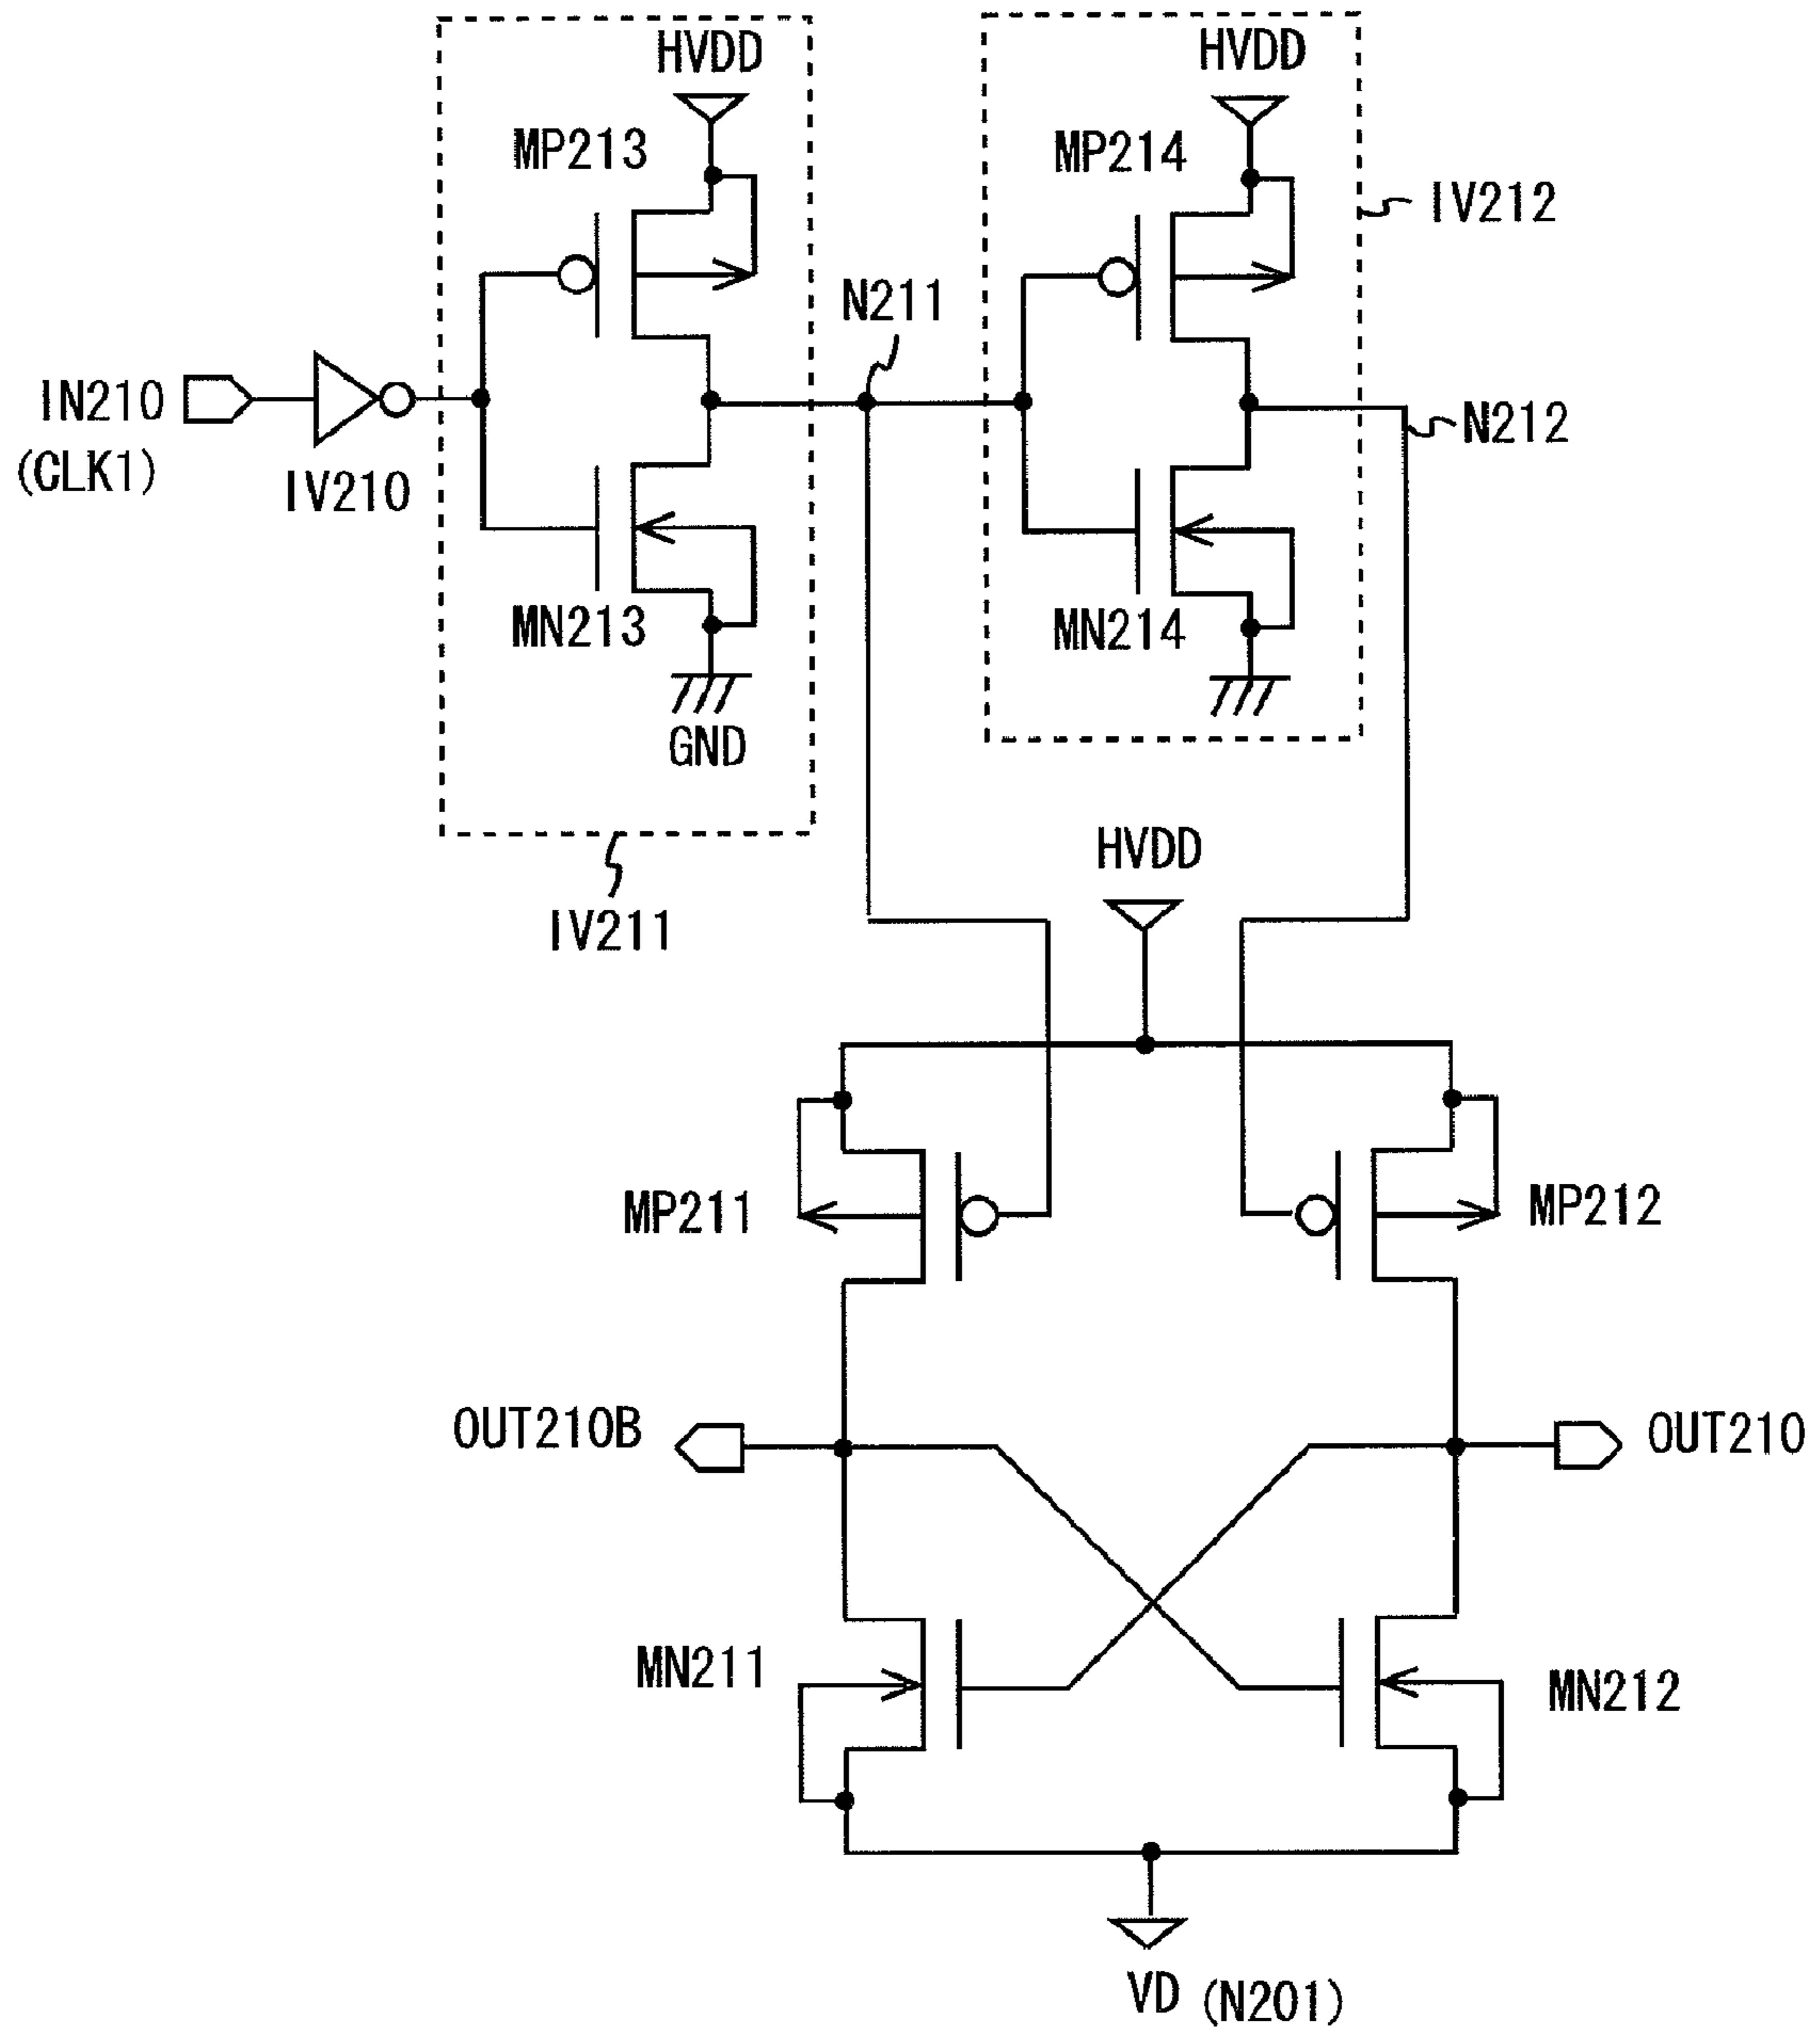 HVDD
HVDD
MP213
MP214
IV212
N211
IN210
(CLK1)
IV210
N212
MN213
MN214
GND
HVDD
IV211
MP211
MP212
OUT210B
OUT210
MN211
MN212
VD (N201)